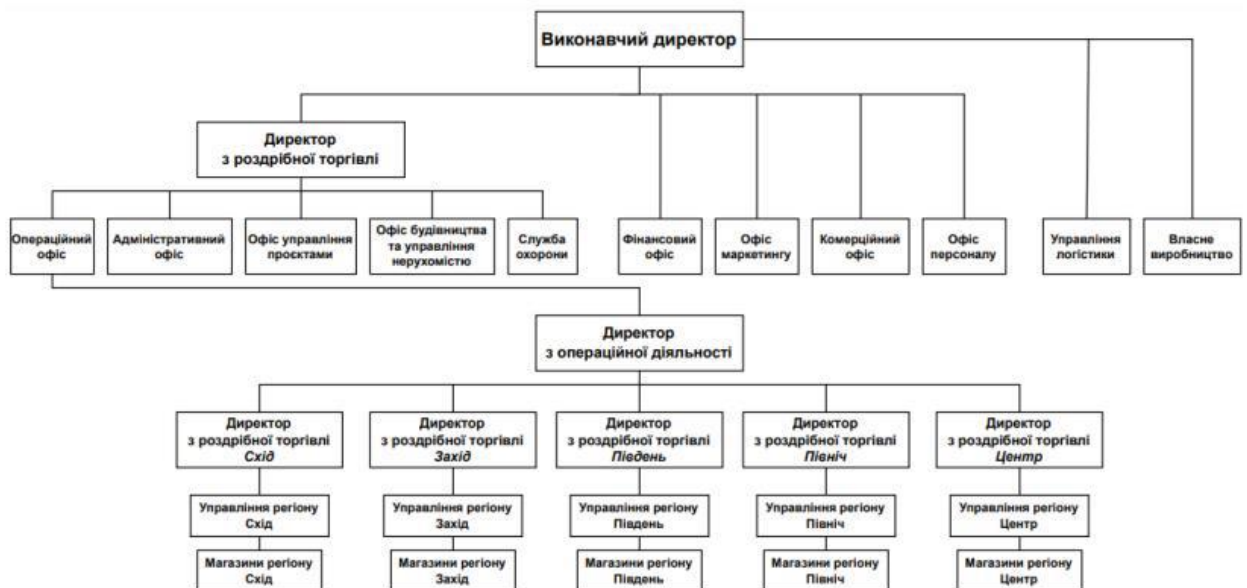 Виконавчий директор
Директор
з роздрібної торгівлі
Операційний
офіс
Адміністративний
офіс
Офіс управління
проєктами
Офіс будівництва
та управління
нерухомістю
Служба
охорони
Фінансовий
офіс
Офіс
маркетингу
Комерційний
офіс
Офіс
персоналу
Управління
логістики
Власне
виробництво
Директор
з операційної діяльності
Директор
з роздрібної торгівлі
Схід
Директор
з роздрібної торгівлі
Захід
Директор
з роздрібної торгівлі
Південь
Директор
з роздрібної торгівлі
Північ
Директор
з роздрібної торгівлі
Центр
Управління регіону
Схід
Управління регіону
Захід
Управління регіону
Південь
Управління регіону
Північ
Управління регіону
Центр
Магазини регіону
Схід
Магазини регіону
Захід
Магазини регіону
Південь
Магазини регіону
Північ
Магазини регіону
Центр